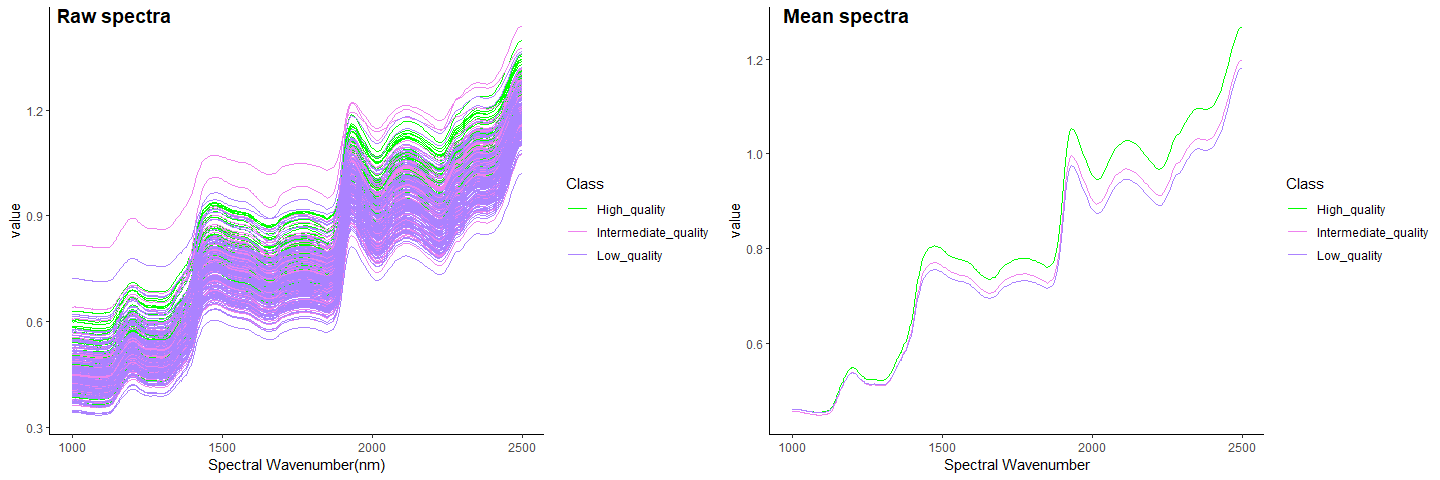 Raw spectra
value
1.2
0.9
0.6
0.3
1000
1500
2000
2500
Spectral Wavenumber(nm)
Class
High_quality
Intermediate_quality
Low_quality
Mean spectra
value
1.2
1.0
0.8
0.6
1000
1500
2000
2500
Spectral Wavenumber
Class
High_quality
Intermediate_quality
Low_quality